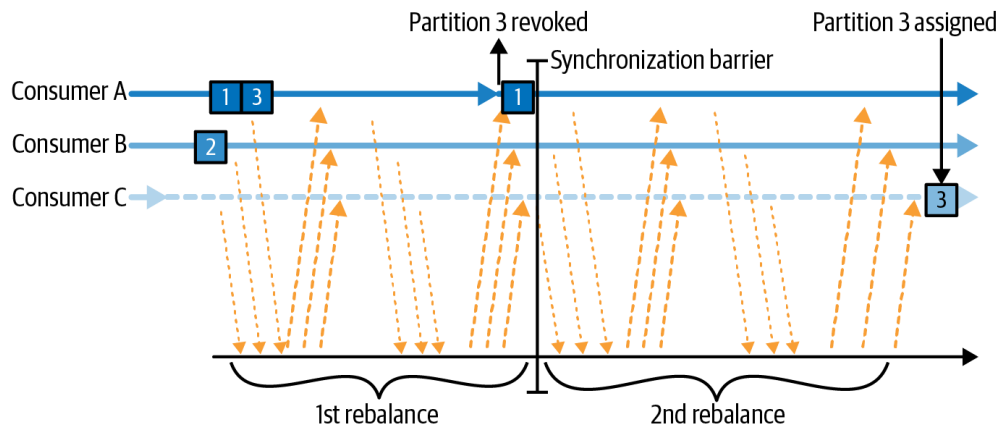 Partition 3 revoked
Partition 3 assigned
Synchronization barrier
Consumer A
1 3
1
Consumer B
2
Consumer C
3
1st rebalance
2nd rebalance